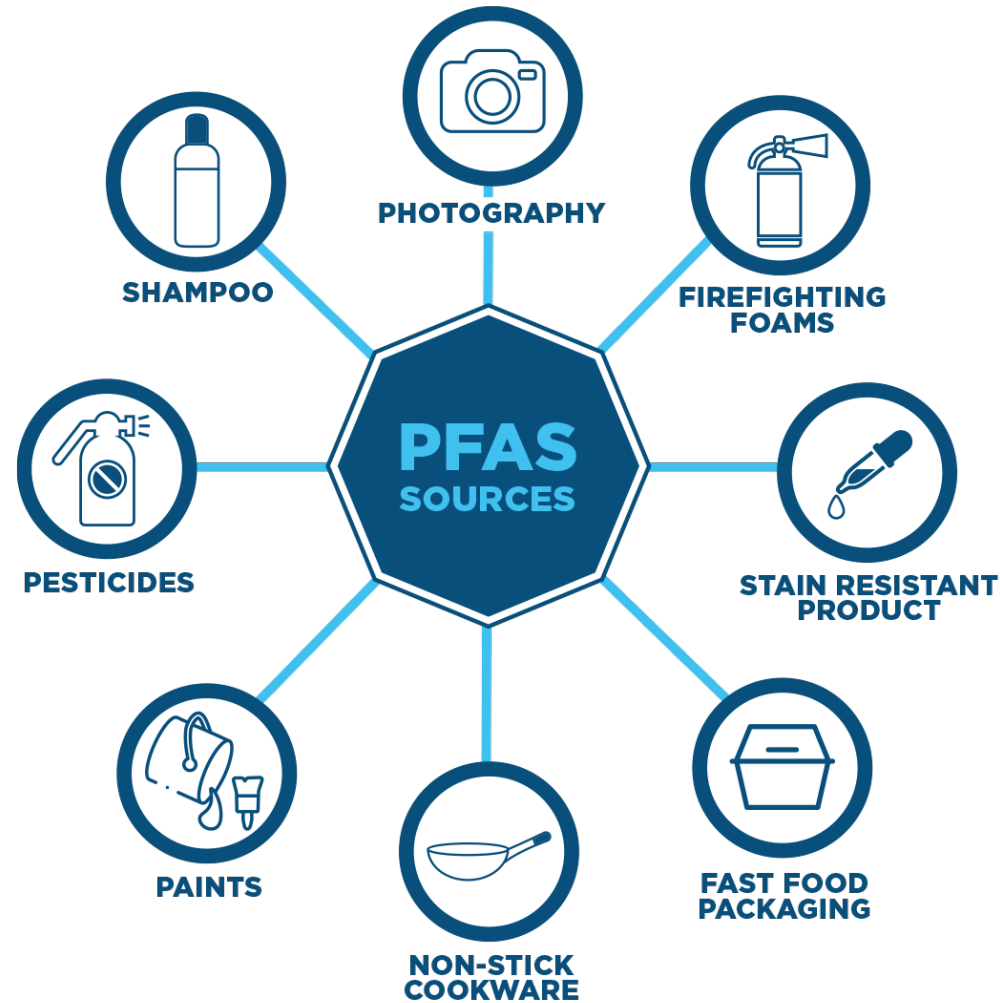 PHOTOGRAPHY
SHAMPOO
FIREFIGHTING
FOAMS
PFAS
SOURCES
PESTICIDES
STAIN RESISTANT
PRODUCT
PAINTS
FAST FOOD
PACKAGING
NON-STICK
COOKWARE